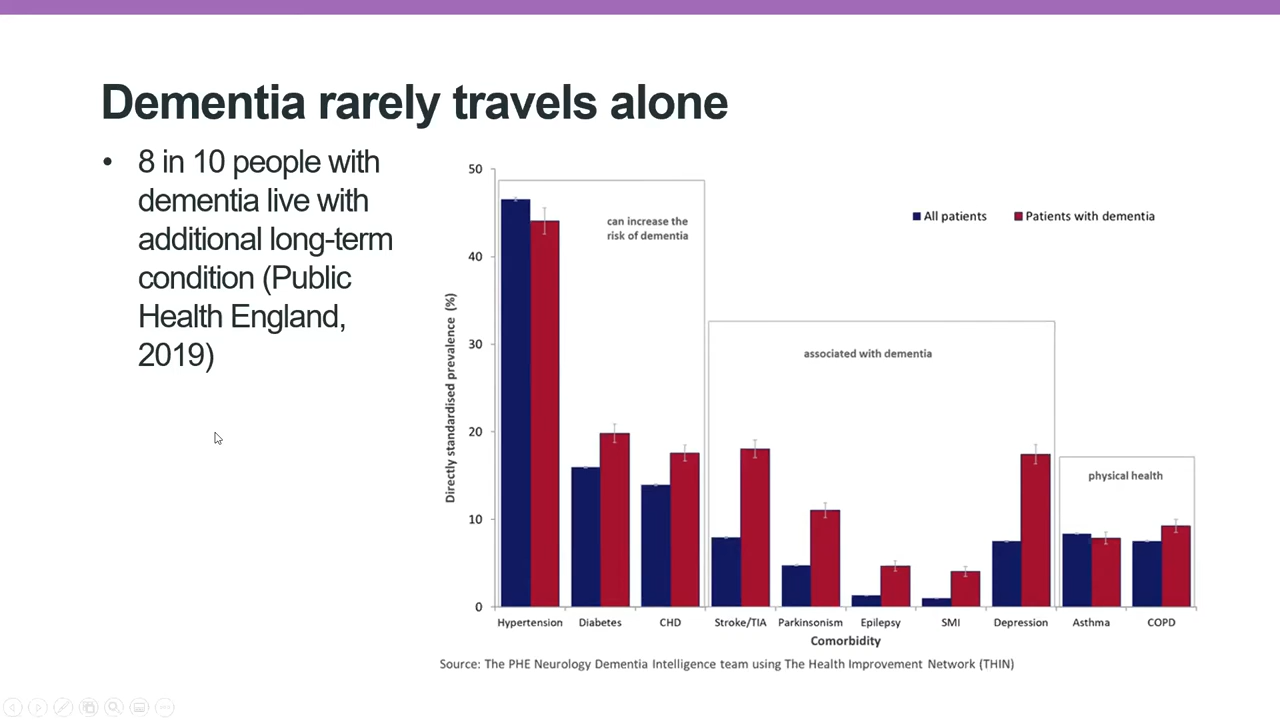 Dementia rarely travels alone
• 8 in 10 people with
dementia live with
additional long-term
condition (Public
Health England,
2019)
50
40
30
20
10
0
Directly standardised prevalence (%)
can increase the
risk of dementia
associated with dementia
physical health
All patients
Patients with dementia
Hypertension
Diabetes
CHD
Stroke/TIA
Parkinsonism
Epilepsy
SMI
Depression
Asthma
COPD
Comorbidity
Source: The PHE Neurology Dementia Intelligence team using The Health Improvement Network (THIN)